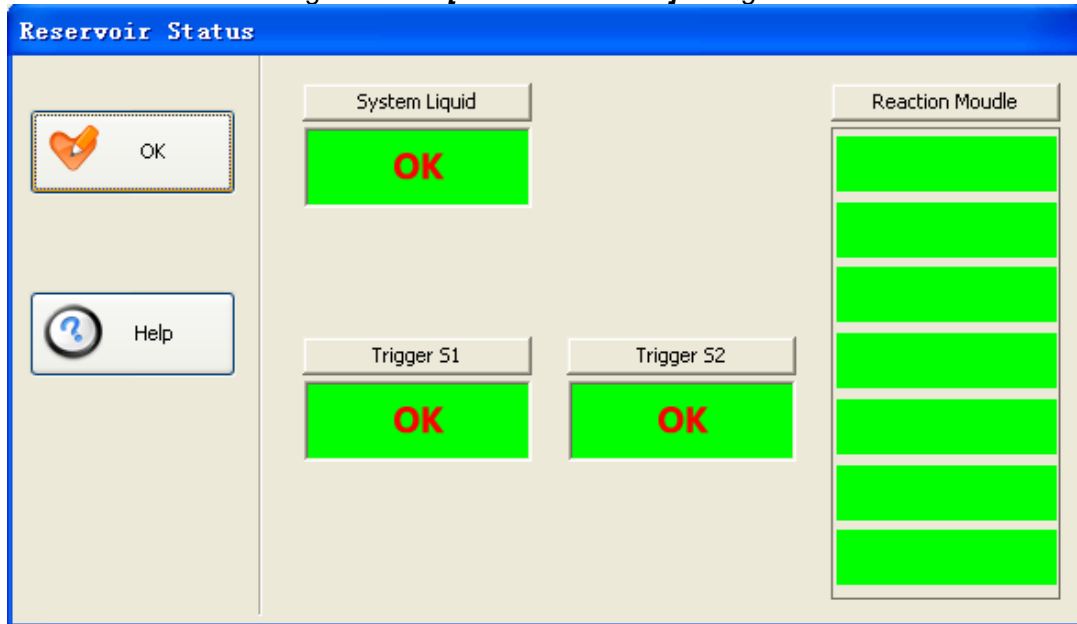 Reservoir Status
System Liquid
Reaction Moudle
OK
OK
Help
Trigger S1
Trigger S2
OK
OK